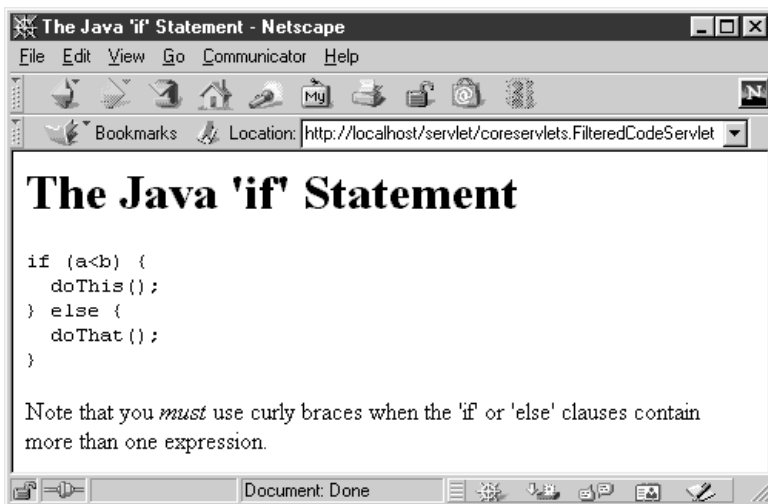 The Java 'if' Statement - Netscape
File Edit View Go Communicator Help
My N
Bookmarks Location: http://localhost/servlet/coreservlets.FilteredCodeServlet
The Java 'if' Statement
if (a<b) {
  doThis();
} else {
  doThat();
}
Note that you must use curly braces when the 'if' or 'else' clauses contain
more than one expression.
Document: Done